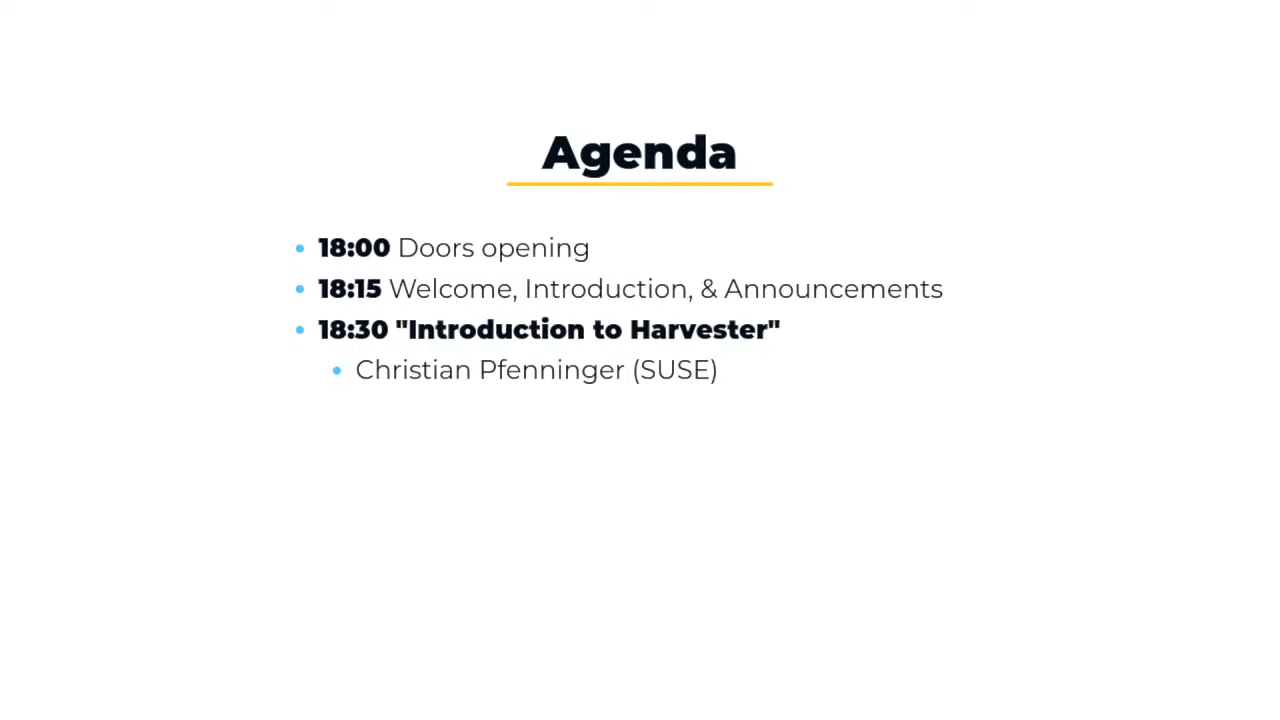 Agenda
18:00 Doors opening
18:15 Welcome, Introduction, & Announcements
18:30 "Introduction to Harvester"
Christian Pfenninger (SUSE)